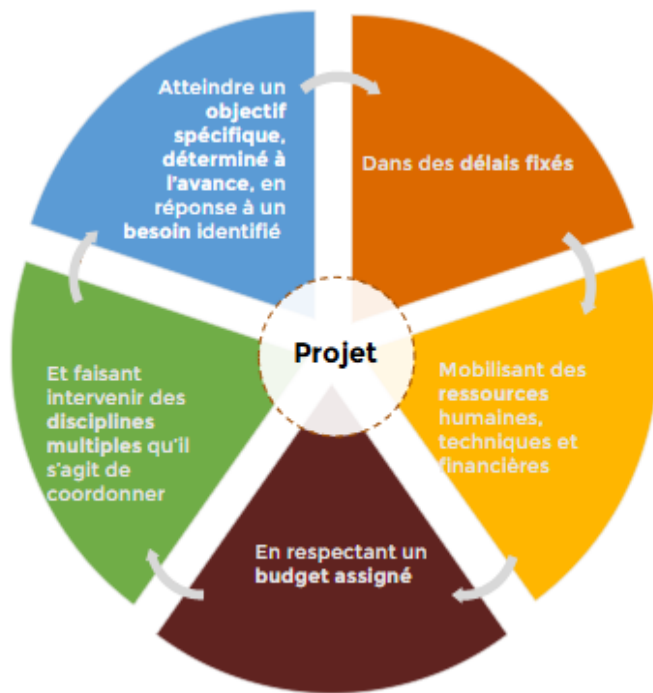 Atteindre un
objectif
spécifique,
déterminé à
l'avance, en
réponse à un
besoin identifié
Dans des délais fixés
Mobilisant des
ressources
humaines,
techniques et
financières
En respectant un
budget assigné
Et faisant
intervenir des
disciplines
multiples qu'il
s'agit de
coordonner
Projet